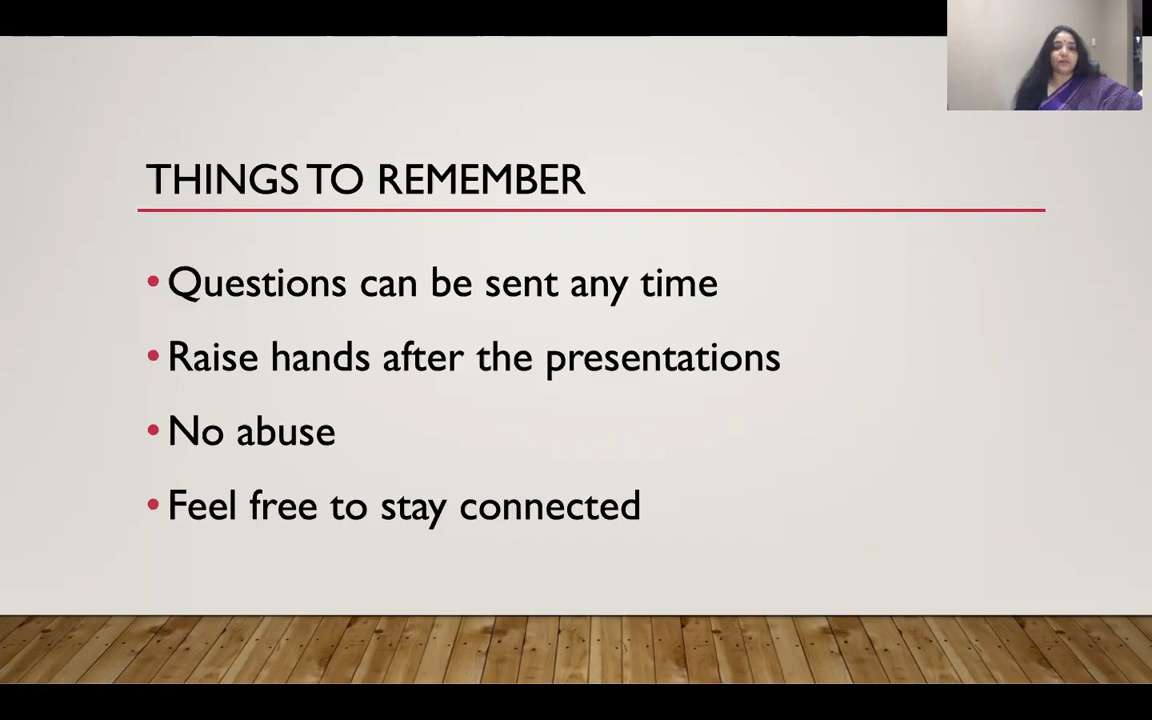 THINGS TO REMEMBER
• Questions can be sent any time
• Raise hands after the presentations
• No abuse
• Feel free to stay connected